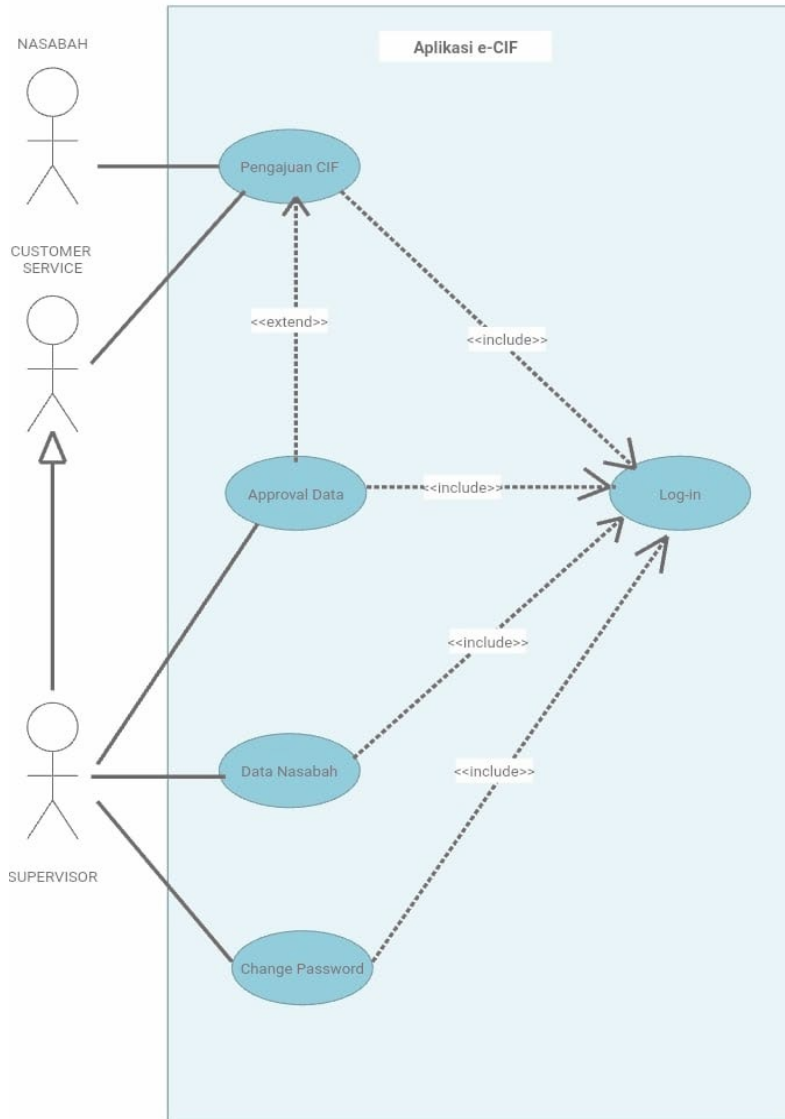 NASABAH
Aplikasi e-CIF
Pengajuan CIF
CUSTOMER
SERVICE
<<extend>>
<<include>>
Approval Data
<<include>>
Log-in
<<include>>
Data Nasabah
<<include>>
SUPERVISOR
Change Password